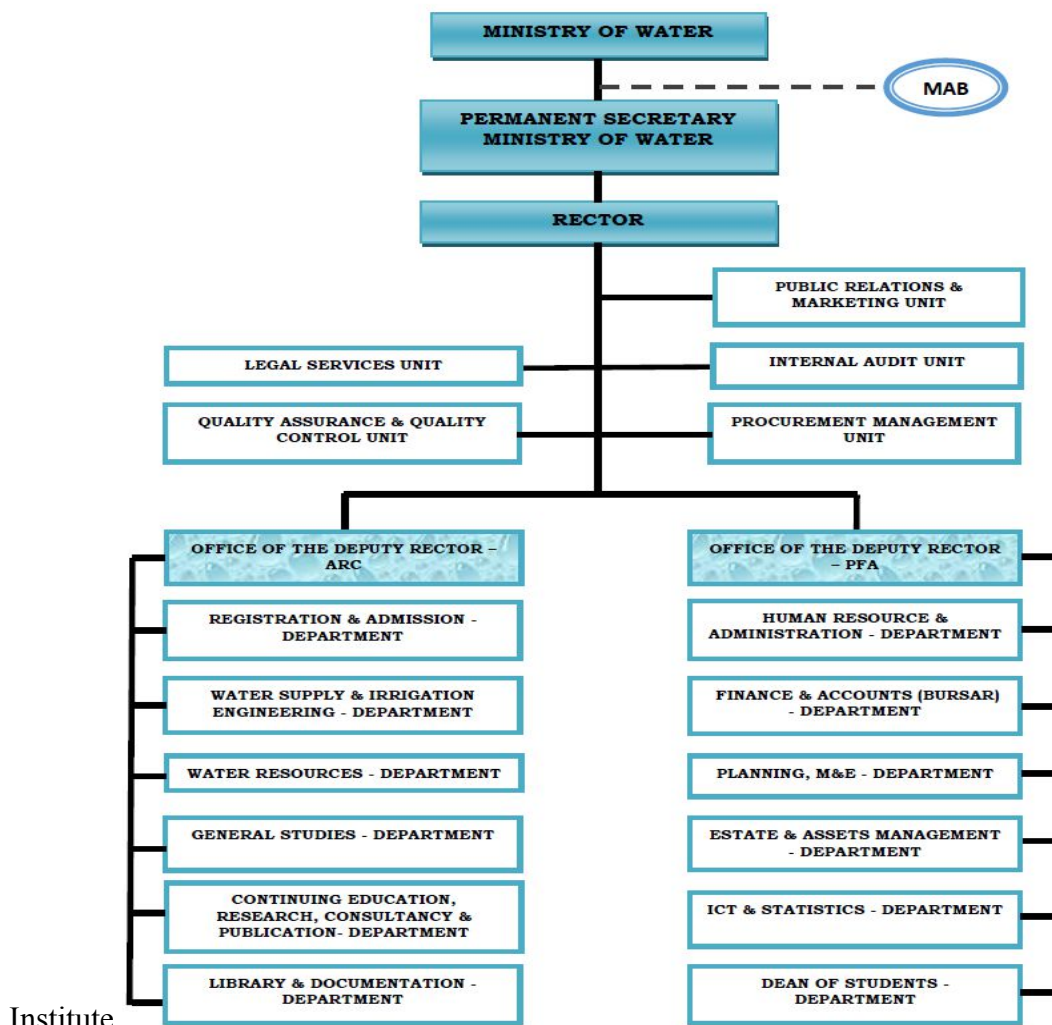 MINISTRY OF WATER
MAB
PERMANENT SECRETARY
MINISTRY OF WATER
RECTOR
PUBLIC RELATIONS &
MARKETING UNIT
LEGAL SERVICES UNIT
INTERNAL AUDIT UNIT
QUALITY ASSURANCE & QUALITY
CONTROL UNIT
PROCUREMENT MANAGEMENT
UNIT
OFFICE OF THE DEPUTY RECTOR –
ARC
REGISTRATION & ADMISSION -
DEPARTMENT
WATER SUPPLY & IRRIGATION
ENGINEERING - DEPARTMENT
WATER RESOURCES - DEPARTMENT
GENERAL STUDIES - DEPARTMENT
CONTINUING EDUCATION,
RESEARCH, CONSULTANCY &
PUBLICATION- DEPARTMENT
LIBRARY & DOCUMENTATION -
DEPARTMENT
OFFICE OF THE DEPUTY RECTOR
– PFA
HUMAN RESOURCE &
ADMINISTRATION - DEPARTMENT
FINANCE & ACCOUNTS (BURSAR)
- DEPARTMENT
PLANNING, M&E - DEPARTMENT
ESTATE & ASSETS MANAGEMENT
- DEPARTMENT
ICT & STATISTICS - DEPARTMENT
DEAN OF STUDENTS -
DEPARTMENT
Institute